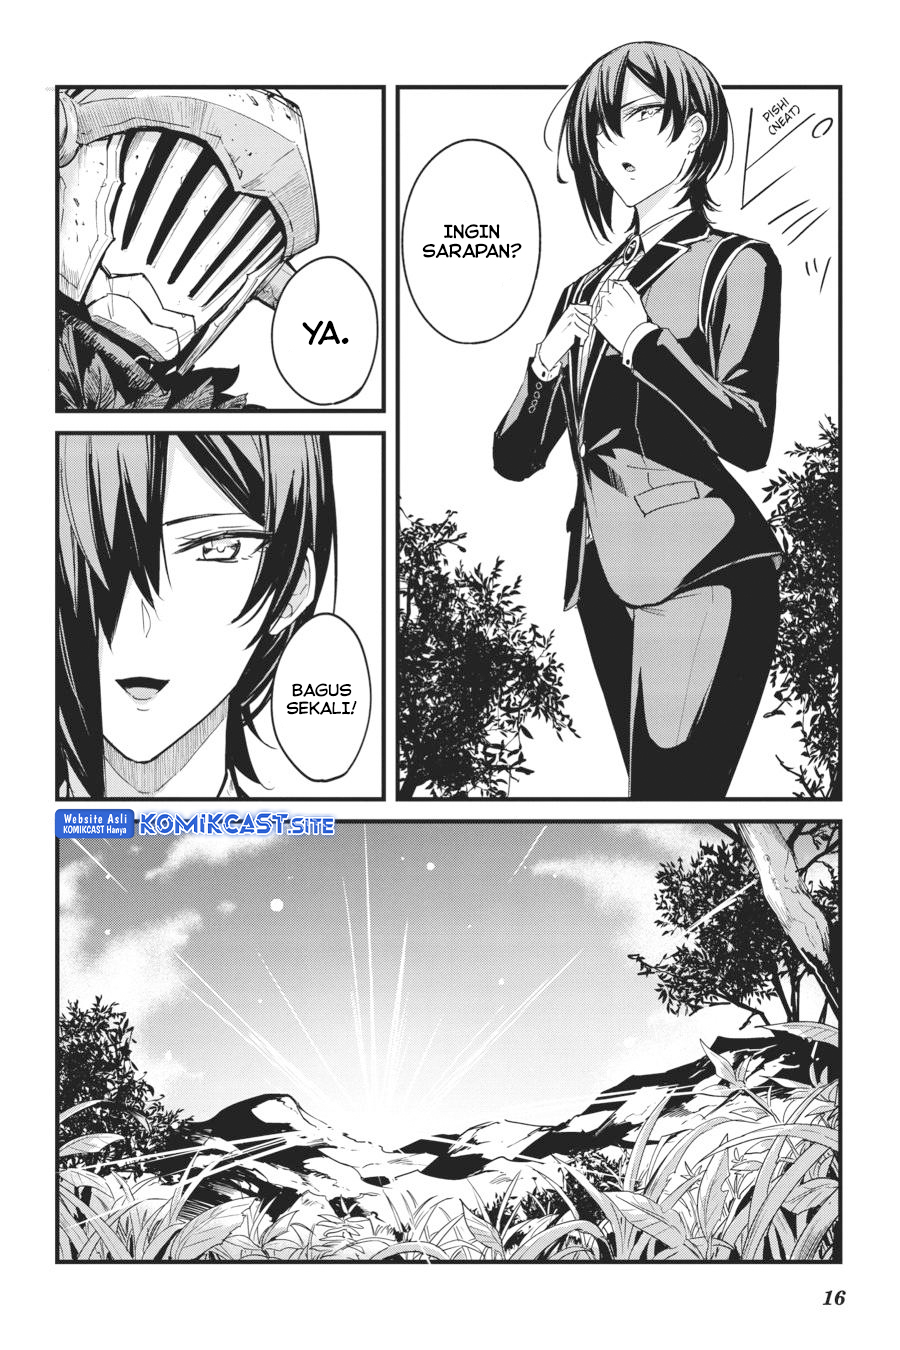 PISHI
(NEAT)
INGIN
SARAPAN?
YA.
BAGUS
SEKALI!
Website Asli
KOMIKCAST Hanya
KOMIKCAST.SITE
16